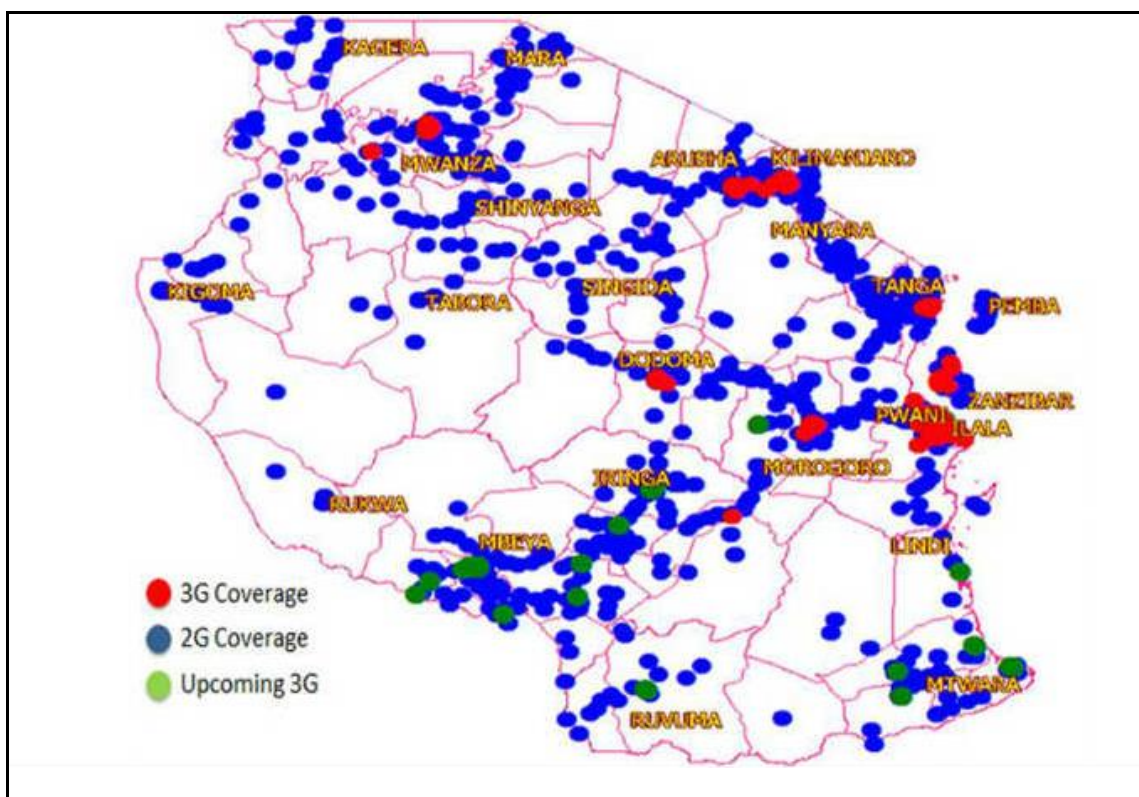 KAGERA
MARA
MWANZA
ARUSHA
KILIMANJARO
SHINYANGA
MANYARA
KIGOMA
TABORA
SINGIDA
TANGA
PEMBA
DODOMA
ZANZIBAR
PWANI
ILALA
MOROGORO
IRINGA
RUKWA
MBEYA
LINDI
MTWARA
RUVUMA
3G Coverage
2G Coverage
Upcoming 3G